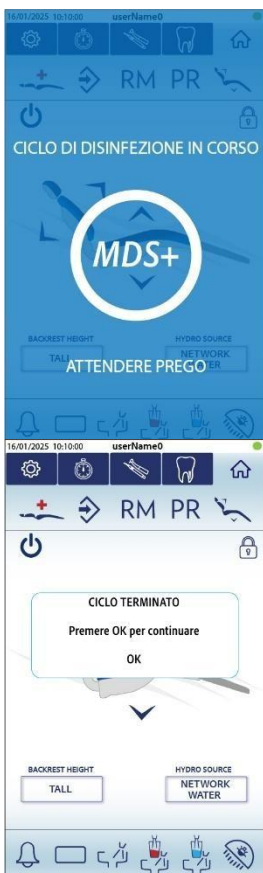 16/01/2025 10:10:00 userName0
RM PR
CICLO DI DISINFEZIONE IN CORSO
MDS+
BACKREST HEIGHT HYDRO SOURCE
TALL NETWORK
ATTENDERE PREGO
16/01/2025 10:10:00 userName0
RM PR
CICLO TERMINATO
Premere OK per continuare
OK
BACKREST HEIGHT HYDRO SOURCE
TALL NETWORK
WATER